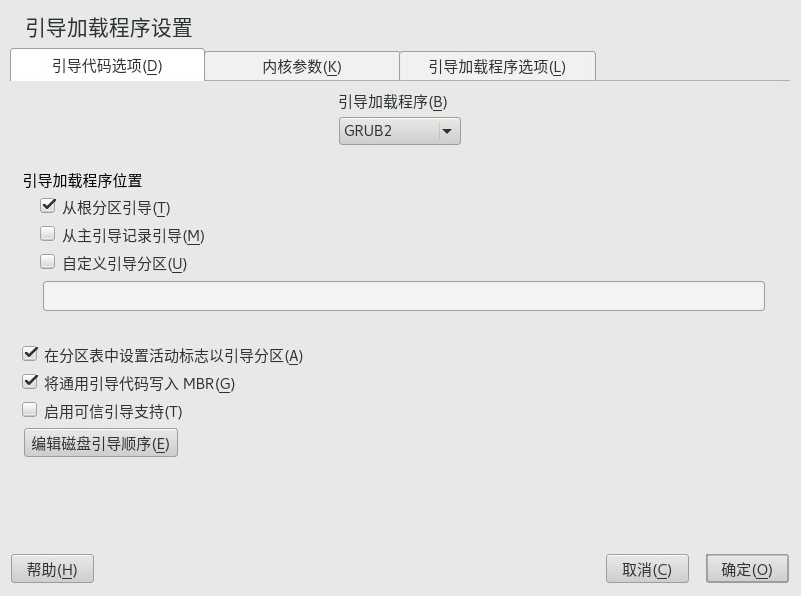 引导加载程序设置
引导代码选项(D)
内核参数(K)
引导加载程序选项(L)
引导加载程序(B)
GRUB2
引导加载程序位置
从根分区引导(T)
从主引导记录引导(M)
自定义引导分区(U)
在分区表中设置活动标志以引导分区(A)
将通用引导代码写入 MBR(G)
启用可信引导支持(T)
编辑磁盘引导顺序(E)
帮助(H)
取消(C)
确定(O)